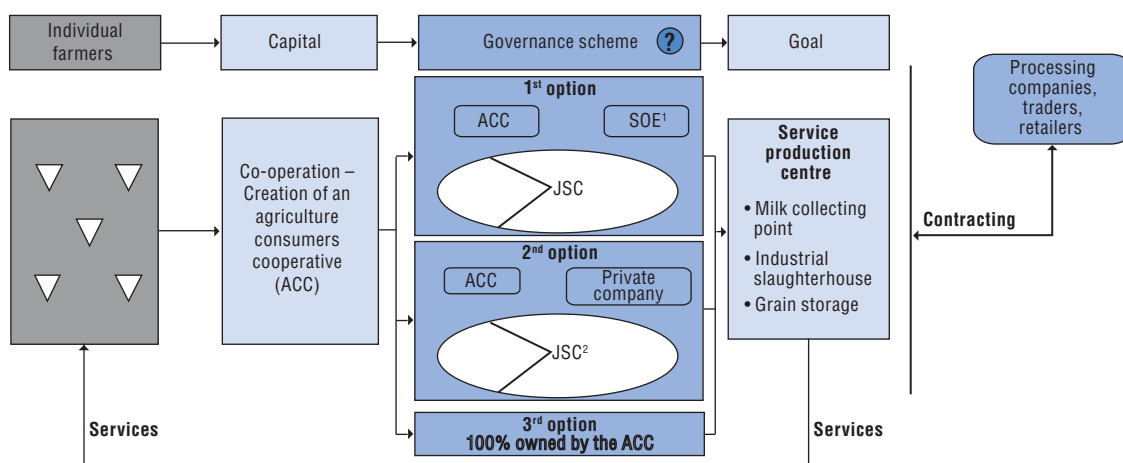 Individual
farmers
Capital
Governance scheme
?
Goal
Processing
companies,
traders,
retailers
1st option
ACC
SOE1
JSC
Co-operation –
Creation of an
agriculture
consumers
cooperative
(ACC)
Service
production
centre
• Milk collecting
point
• Industrial
slaughterhouse
• Grain storage
Contracting
2nd option
ACC
Private
company
JSC2
3rd option
100% owned by the ACC
Services
Services